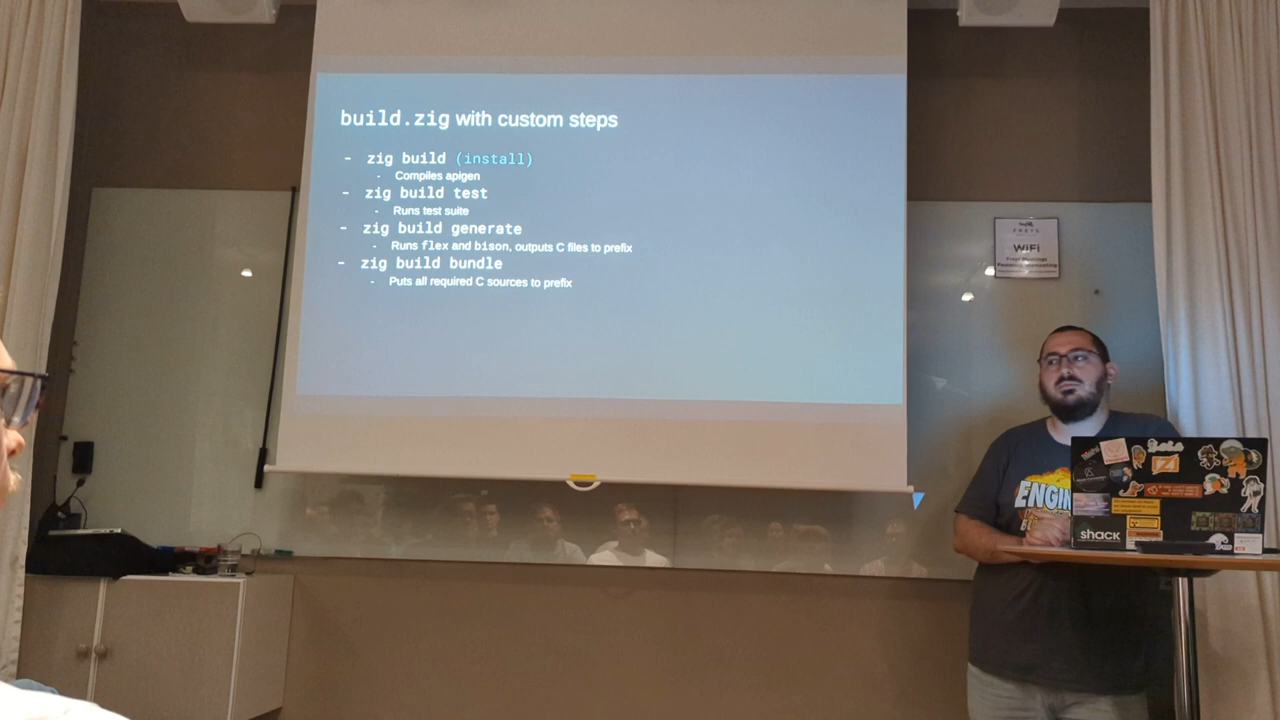 build.zig with custom steps
- zig build (install)
- Compiles apigen
- zig build test
- Runs test suite
- zig build generate
- Runs flex and bison, outputs C files to prefix
- zig build bundle
- Puts all required C sources to prefix
FREYS
WiFi
ENGIN
shack